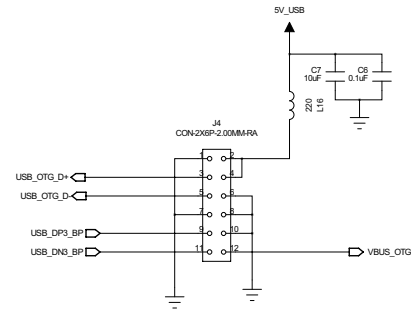 5V_USB
C7
10uF
C6
0.1uF
220
L16
J4
CON-2X6P-2.00MM-RA
1 2
USB_OTG_D+ 3 4
USB_OTG_D- 5 6
7 8
USB_DP3_BP 9 10
USB_DN3_BP 11 12 VBUS_OTG